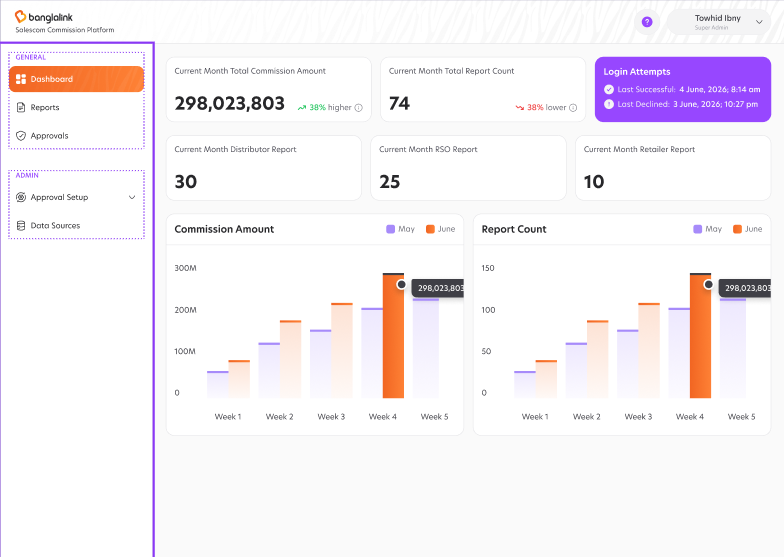 banglalink
Salescom Commission Platform
?
Towhid Ibny
Super Admin
GENERAL
Dashboard
Reports
Approvals
ADMIN
Approval Setup
Data Sources
Current Month Total Commission Amount
298,023,803
38% higher
Current Month Total Report Count
74
38% lower
Login Attempts
Last Successful: 4 June, 2026; 8:14 am
Last Declined: 3 June, 2026; 10:27 pm
Current Month Distributor Report
30
Current Month RSO Report
25
Current Month Retailer Report
10
Commission Amount
May
June
300M
200M
100M
0
298,023,803
Week 1
Week 2
Week 3
Week 4
Week 5
Report Count
May
June
150
100
50
0
298,023,803
Week 1
Week 2
Week 3
Week 4
Week 5